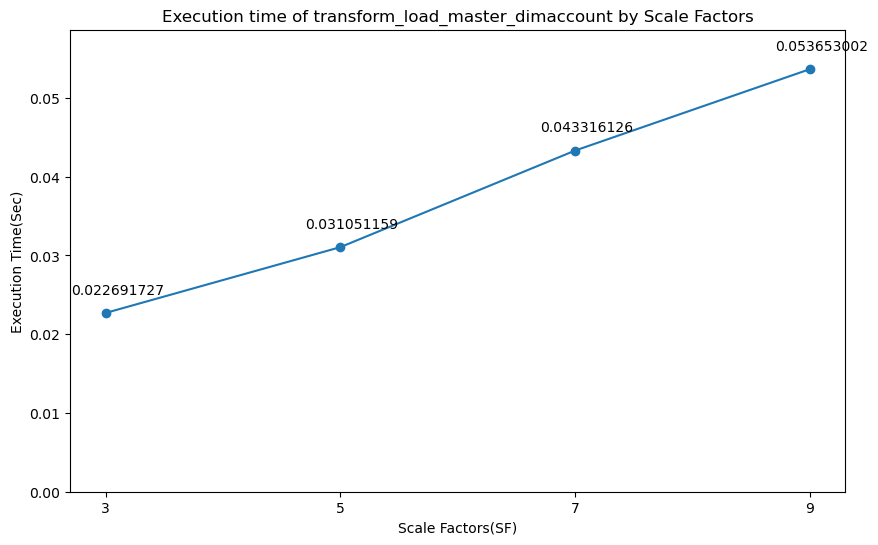 Execution time of transform_load_master_dimaccount by Scale Factors
0.053653002
0.05
0.043316126
0.04
0.031051159
0.03
0.022691727
0.02
0.01
0.00
Execution Time(Sec)
3 5 7 9
Scale Factors(SF)